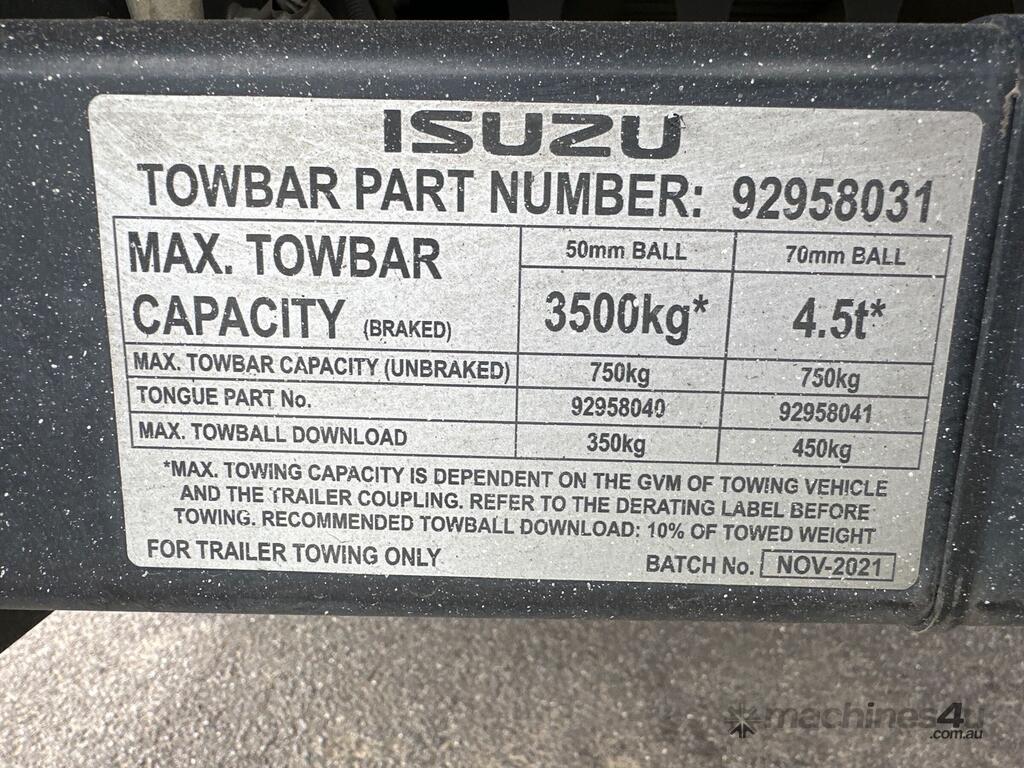 ISUZU
TOWBAR PART NUMBER: 92958031
MAX. TOWBAR CAPACITY (BRAKED)
50mm BALL 70mm BALL
3500kg* 4.5t*
MAX. TOWBAR CAPACITY (UNBRAKED) 750kg 750kg
TONGUE PART No. 92958040 92958041
MAX. TOWBALL DOWNLOAD 350kg 450kg
*MAX. TOWING CAPACITY IS DEPENDENT ON THE GVM OF TOWING VEHICLE
AND THE TRAILER COUPLING. REFER TO THE DERATING LABEL BEFORE
TOWING. RECOMMENDED TOWBALL DOWNLOAD: 10% OF TOWED WEIGHT
FOR TRAILER TOWING ONLY BATCH No. NOV-2021
machines4u
.com.au